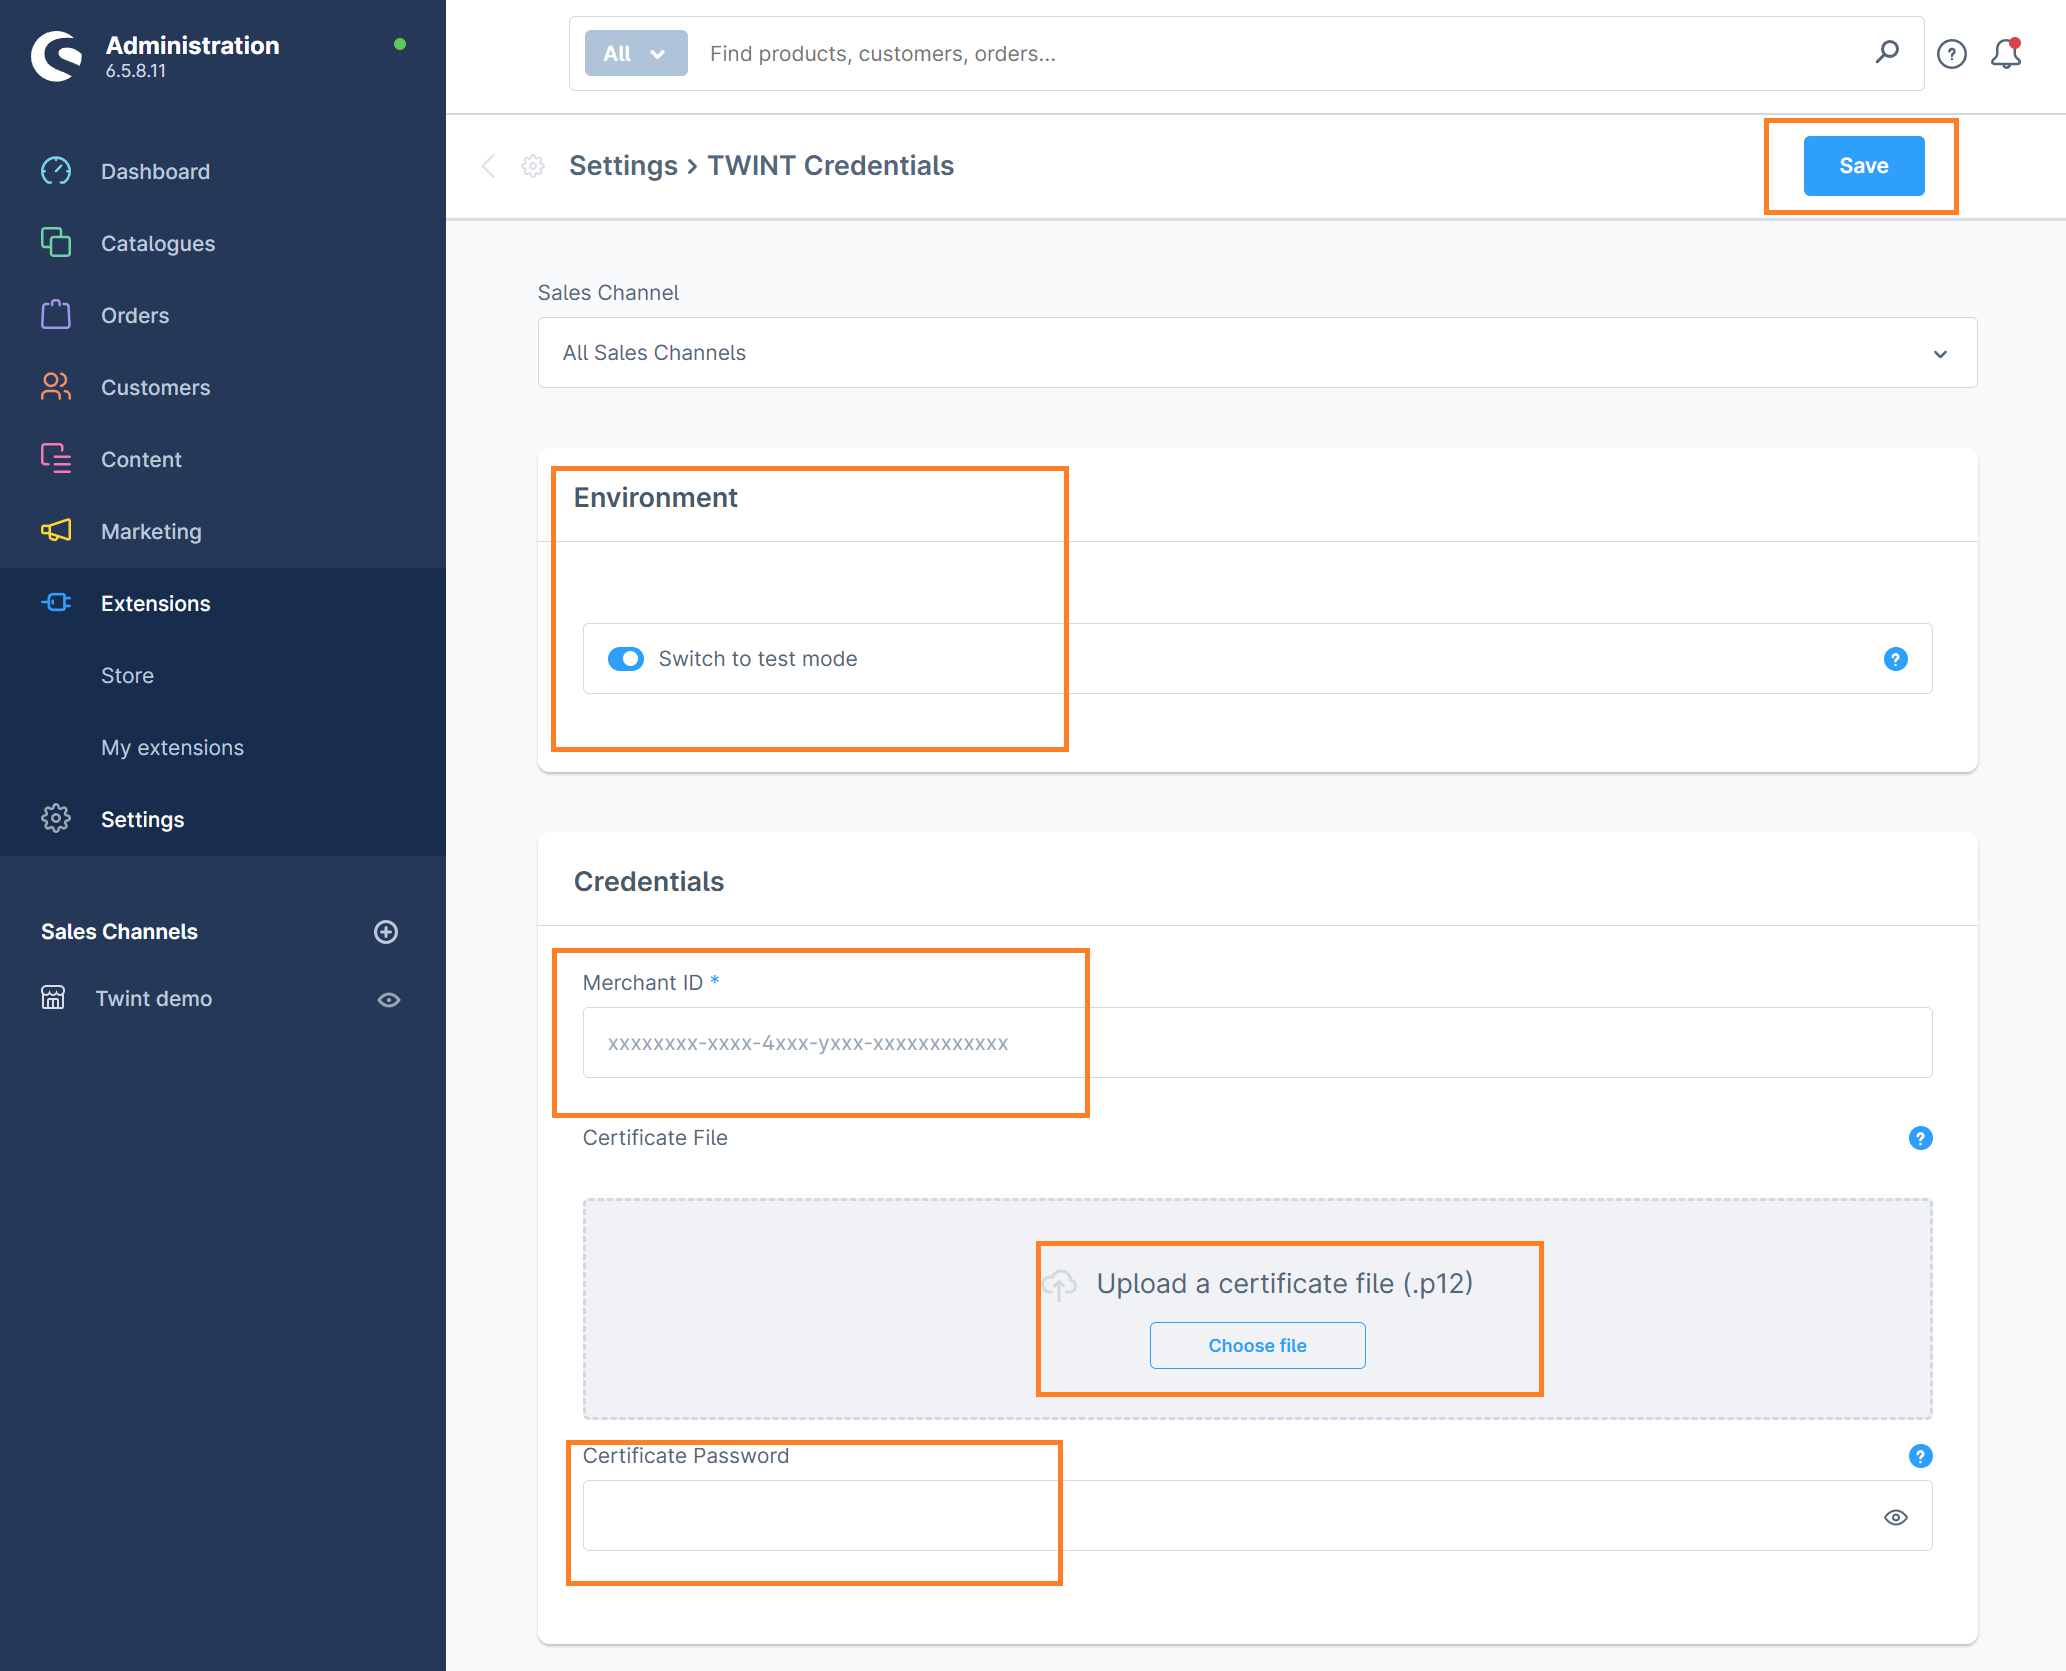 Administration
6.5.8.11
Dashboard
Catalogues
Orders
Customers
Content
Marketing
Extensions
Store
My extensions
Settings
Sales Channels
Twint demo
All
Find products, customers, orders...
?
Settings > TWINT Credentials
Save
Sales Channel
All Sales Channels
Environment
Switch to test mode
?
Credentials
Merchant ID *
xxxxxxxx-xxxx-4xxx-yxxx-xxxxxxxxxxxx
Certificate File
?
Upload a certificate file (.p12)
Choose file
Certificate Password
?